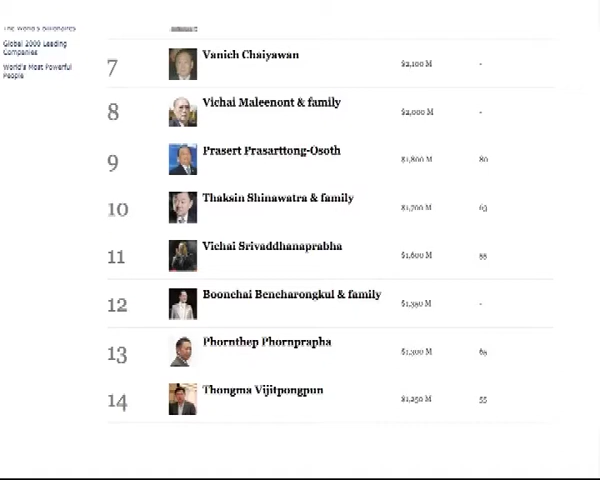 The World's Billionaires
Global 2000 Leading
Companies
World's Most Powerful
People
7 Vanich Chaiyawan $2,100 M -
8 Vichai Maleenont & family $2,000 M -
9 Prasert Prasarttong-Osoth $1,800 M 80
10 Thaksin Shinawatra & family $1,700 M 63
11 Vichai Srivaddhanaprabha $1,600 M 55
12 Boonchai Bencharongkul & family $1,350 M -
13 Phornthep Phornprapha $1,300 M 65
14 Thongma Vijitpongpun $1,250 M 55